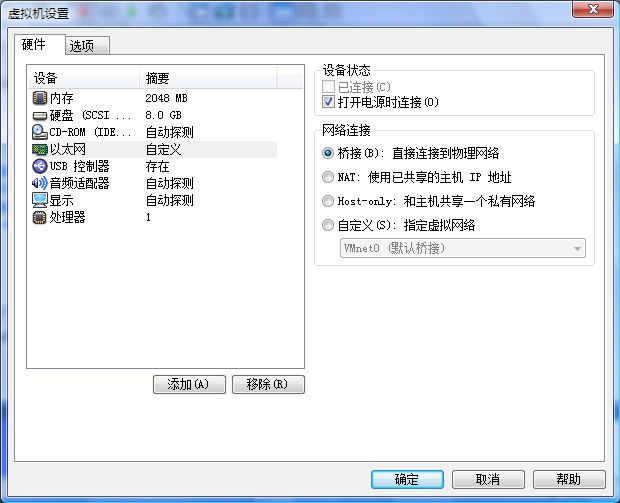 虚拟机设置
硬件 选项
设备 摘要
内存 2048 MB
硬盘 (SCSI ... 8.0 GB
CD-ROM (IDE... 自动探测
以太网 自定义
USB 控制器 存在
音频适配器 自动探测
显示 自动探测
处理器 1
添加(A) 移除(R)
设备状态
已连接(C)
打开电源时连接(O)
网络连接
桥接(B): 直接连接到物理网络
NAT: 使用已共享的主机 IP 地址
Host-only: 和主机共享一个私有网络
自定义(S): 指定虚拟网络
VMnet0 (默认桥接)
确定 取消 帮助